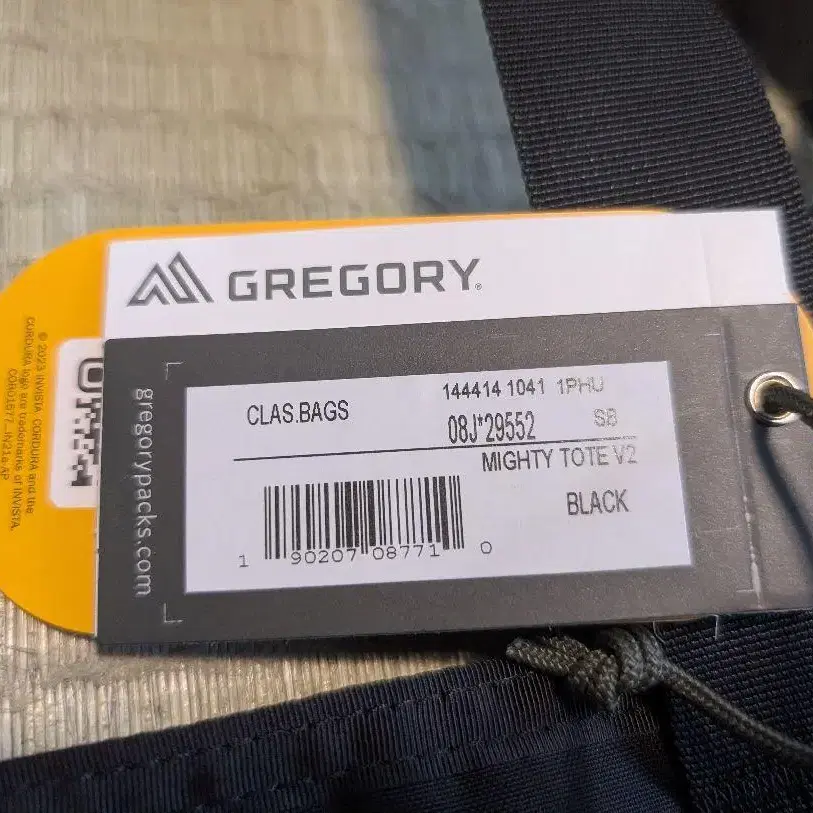 GREGORY®
gregorypacks.com
CLAS.BAGS
144414 1041 1PHU
08J*29552 SB
MIGHTY TOTE V2
BLACK
1 90207 08771 0
© 2023 INVISTA. CORDURA and the
CORDURA logo are trademarks of INVISTA.